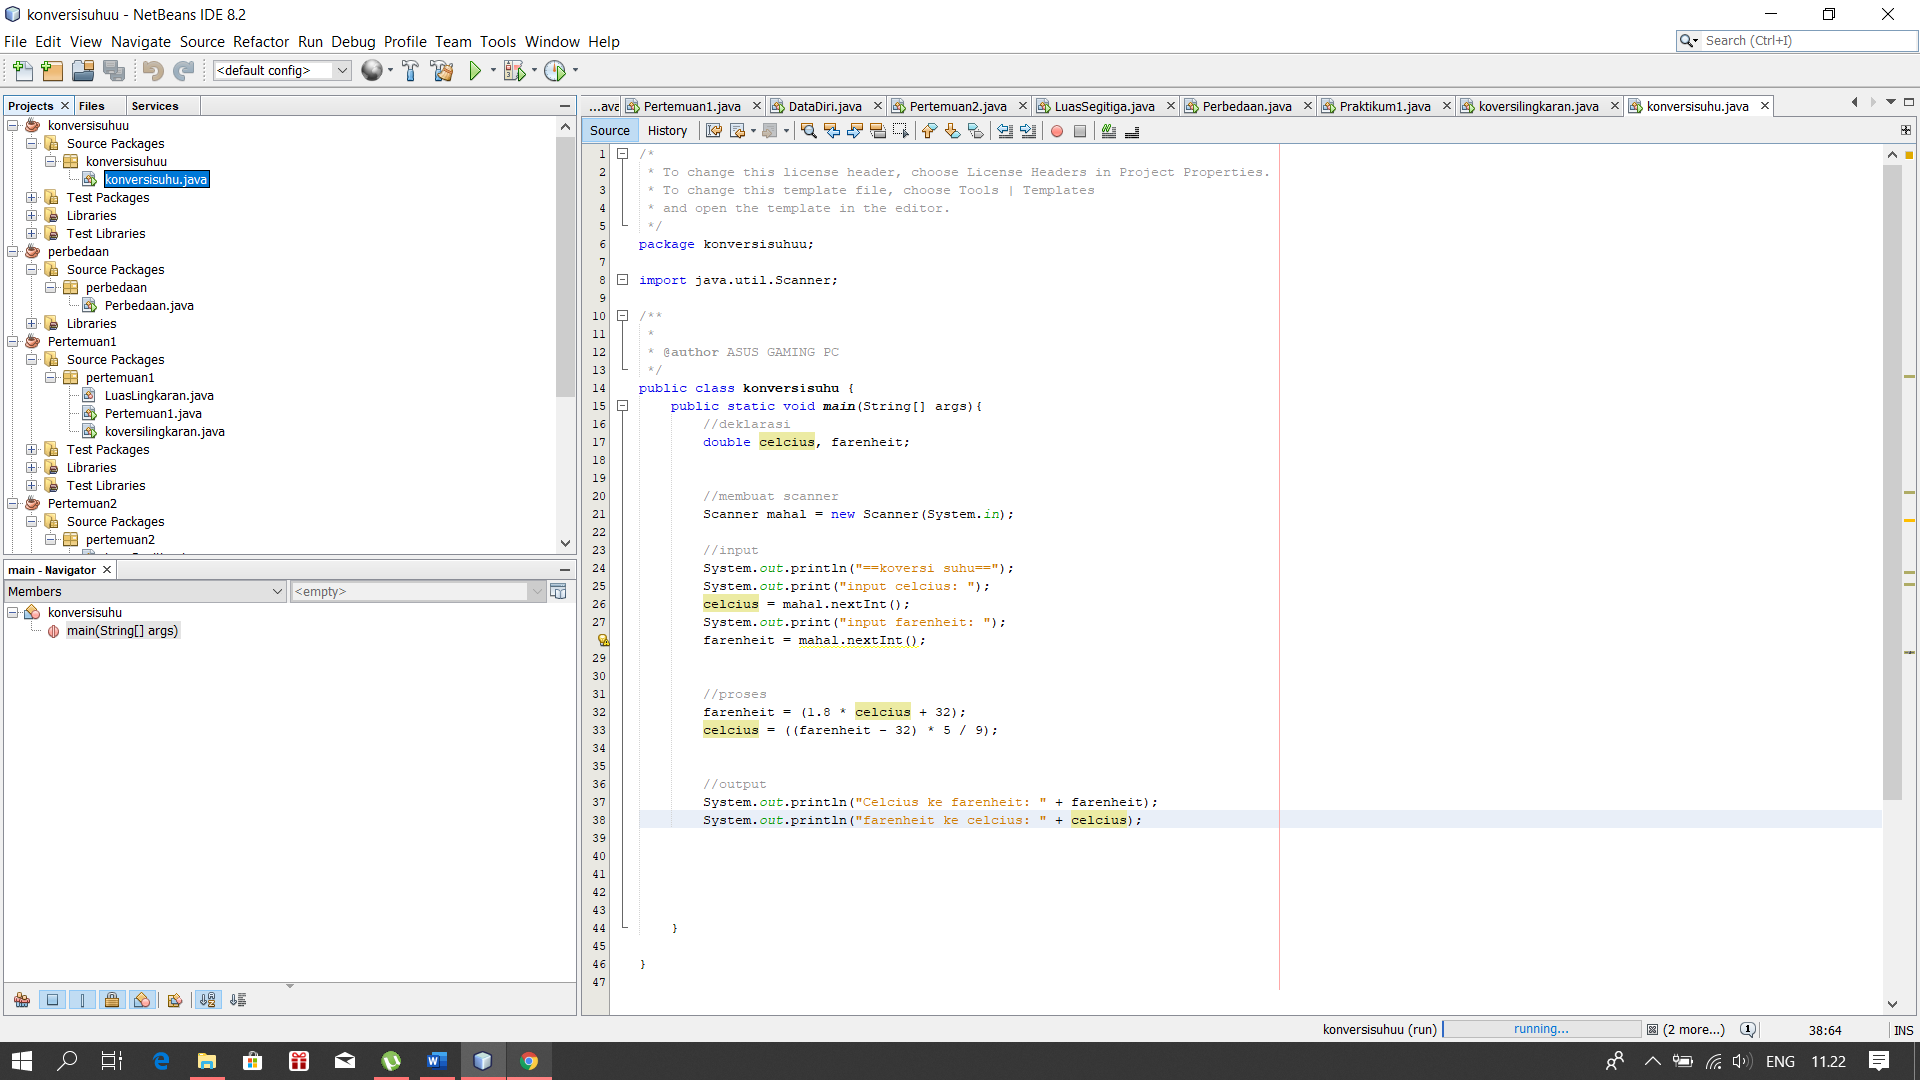 konversisuhuu - NetBeans IDE 8.2
File Edit View Navigate Source Refactor Run Debug Profile Team Tools Window Help
Search (Ctrl+I)
<default config>
Projects
Files
Services
konversisuhuu
Source Packages
konversisuhuu
konversisuhu.java
Test Packages
Libraries
Test Libraries
perbedaan
Source Packages
perbedaan
Perbedaan.java
Libraries
Pertemuan1
Source Packages
pertemuan1
LuasLingkaran.java
Pertemuan1.java
koversilingkaran.java
Test Packages
Libraries
Test Libraries
Pertemuan2
Source Packages
pertemuan2
main - Navigator
Members
<empty>
konversisuhu
main(String[] args)
...ava Pertemuan1.java DataDiri.java Pertemuan2.java LuasSegitiga.java Perbedaan.java Praktikum1.java koversilingkaran.java konversisuhu.java
Source History
1 /*
2 * To change this license header, choose License Headers in Project Properties.
3 * To change this template file, choose Tools | Templates
4 * and open the template in the editor.
5 */
6 package konversisuhuu;
7
8 import java.util.Scanner;
9
10 /**
11 *
12 * @author ASUS GAMING PC
13 */
14 public class konversisuhu {
15 public static void main(String[] args){
16 //deklarasi
17 double celcius, farenheit;
18
19
20 //membuat scanner
21 Scanner mahal = new Scanner(System.in);
22
23 //input
24 System.out.println("==koversi suhu==");
25 System.out.print("input celcius: ");
26 celcius = mahal.nextInt();
27 System.out.print("input farenheit: ");
farenheit = mahal.nextInt();
29
30
31 //proses
32 farenheit = (1.8 * celcius + 32);
33 celcius = ((farenheit - 32) * 5 / 9);
34
35
36 //output
37 System.out.println("Celcius ke farenheit: " + farenheit);
38 System.out.println("farenheit ke celcius: " + celcius);
39
40
41
42
43
44 }
45
46 }
47
konversisuhuu (run) running... (2 more...) 1 38:64 INS
ENG 11.22